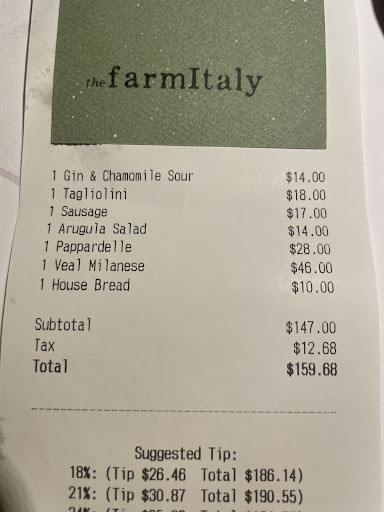 the farmItaly
1 Gin & Chamomile Sour $14.00
1 Tagliolini $18.00
1 Sausage $17.00
1 Arugula Salad $14.00
1 Pappardelle $28.00
1 Veal Milanese $46.00
1 House Bread $10.00
Subtotal $147.00
Tax $12.68
Total $159.68
Suggested Tip:
18%: (Tip $26.46 Total $186.14)
21%: (Tip $30.87 Total $190.55)